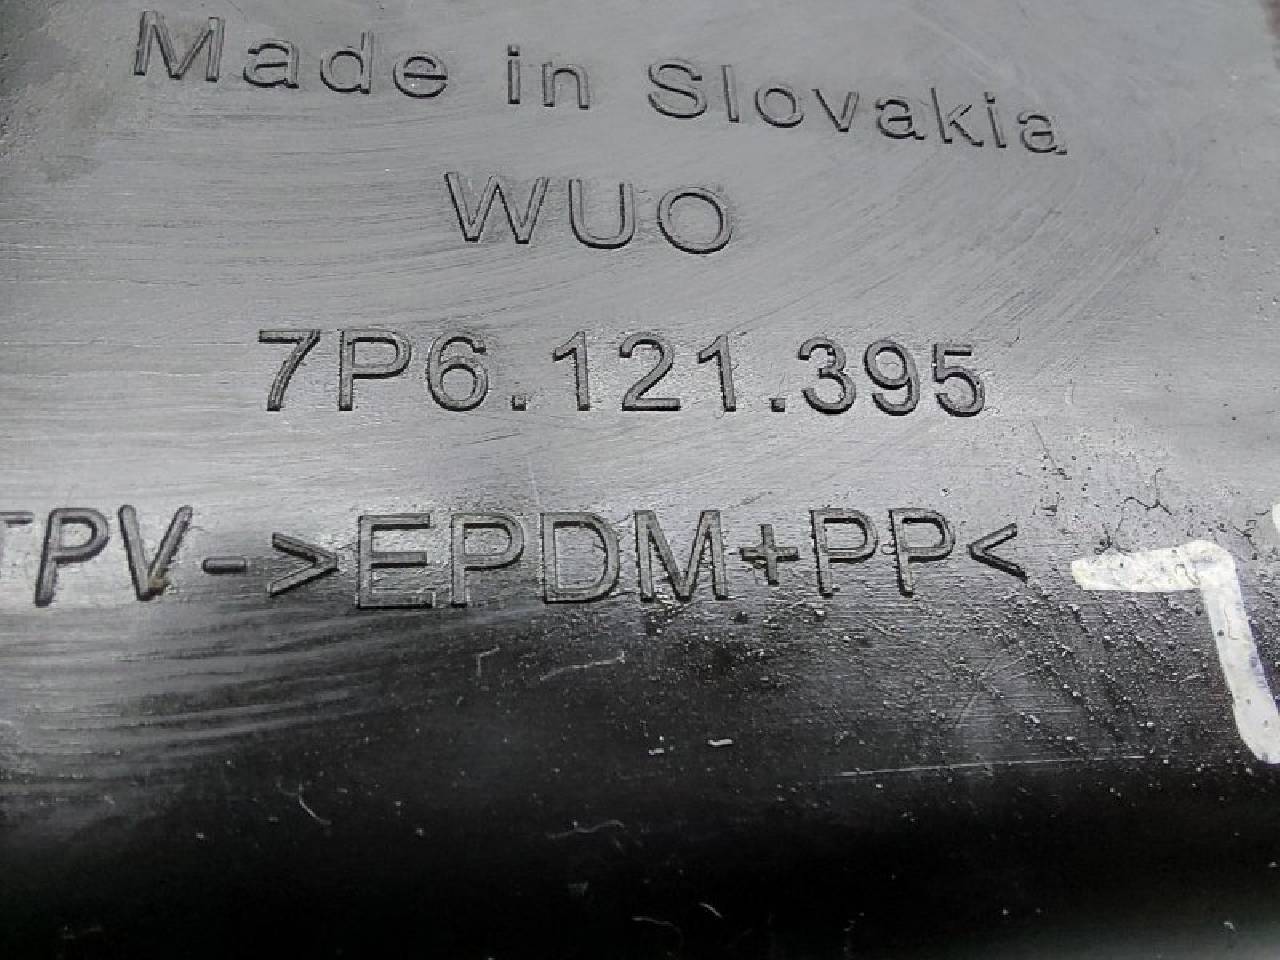 Made in Slovakia
WUO
7P6.121.395
TPV->EPDM+PP<